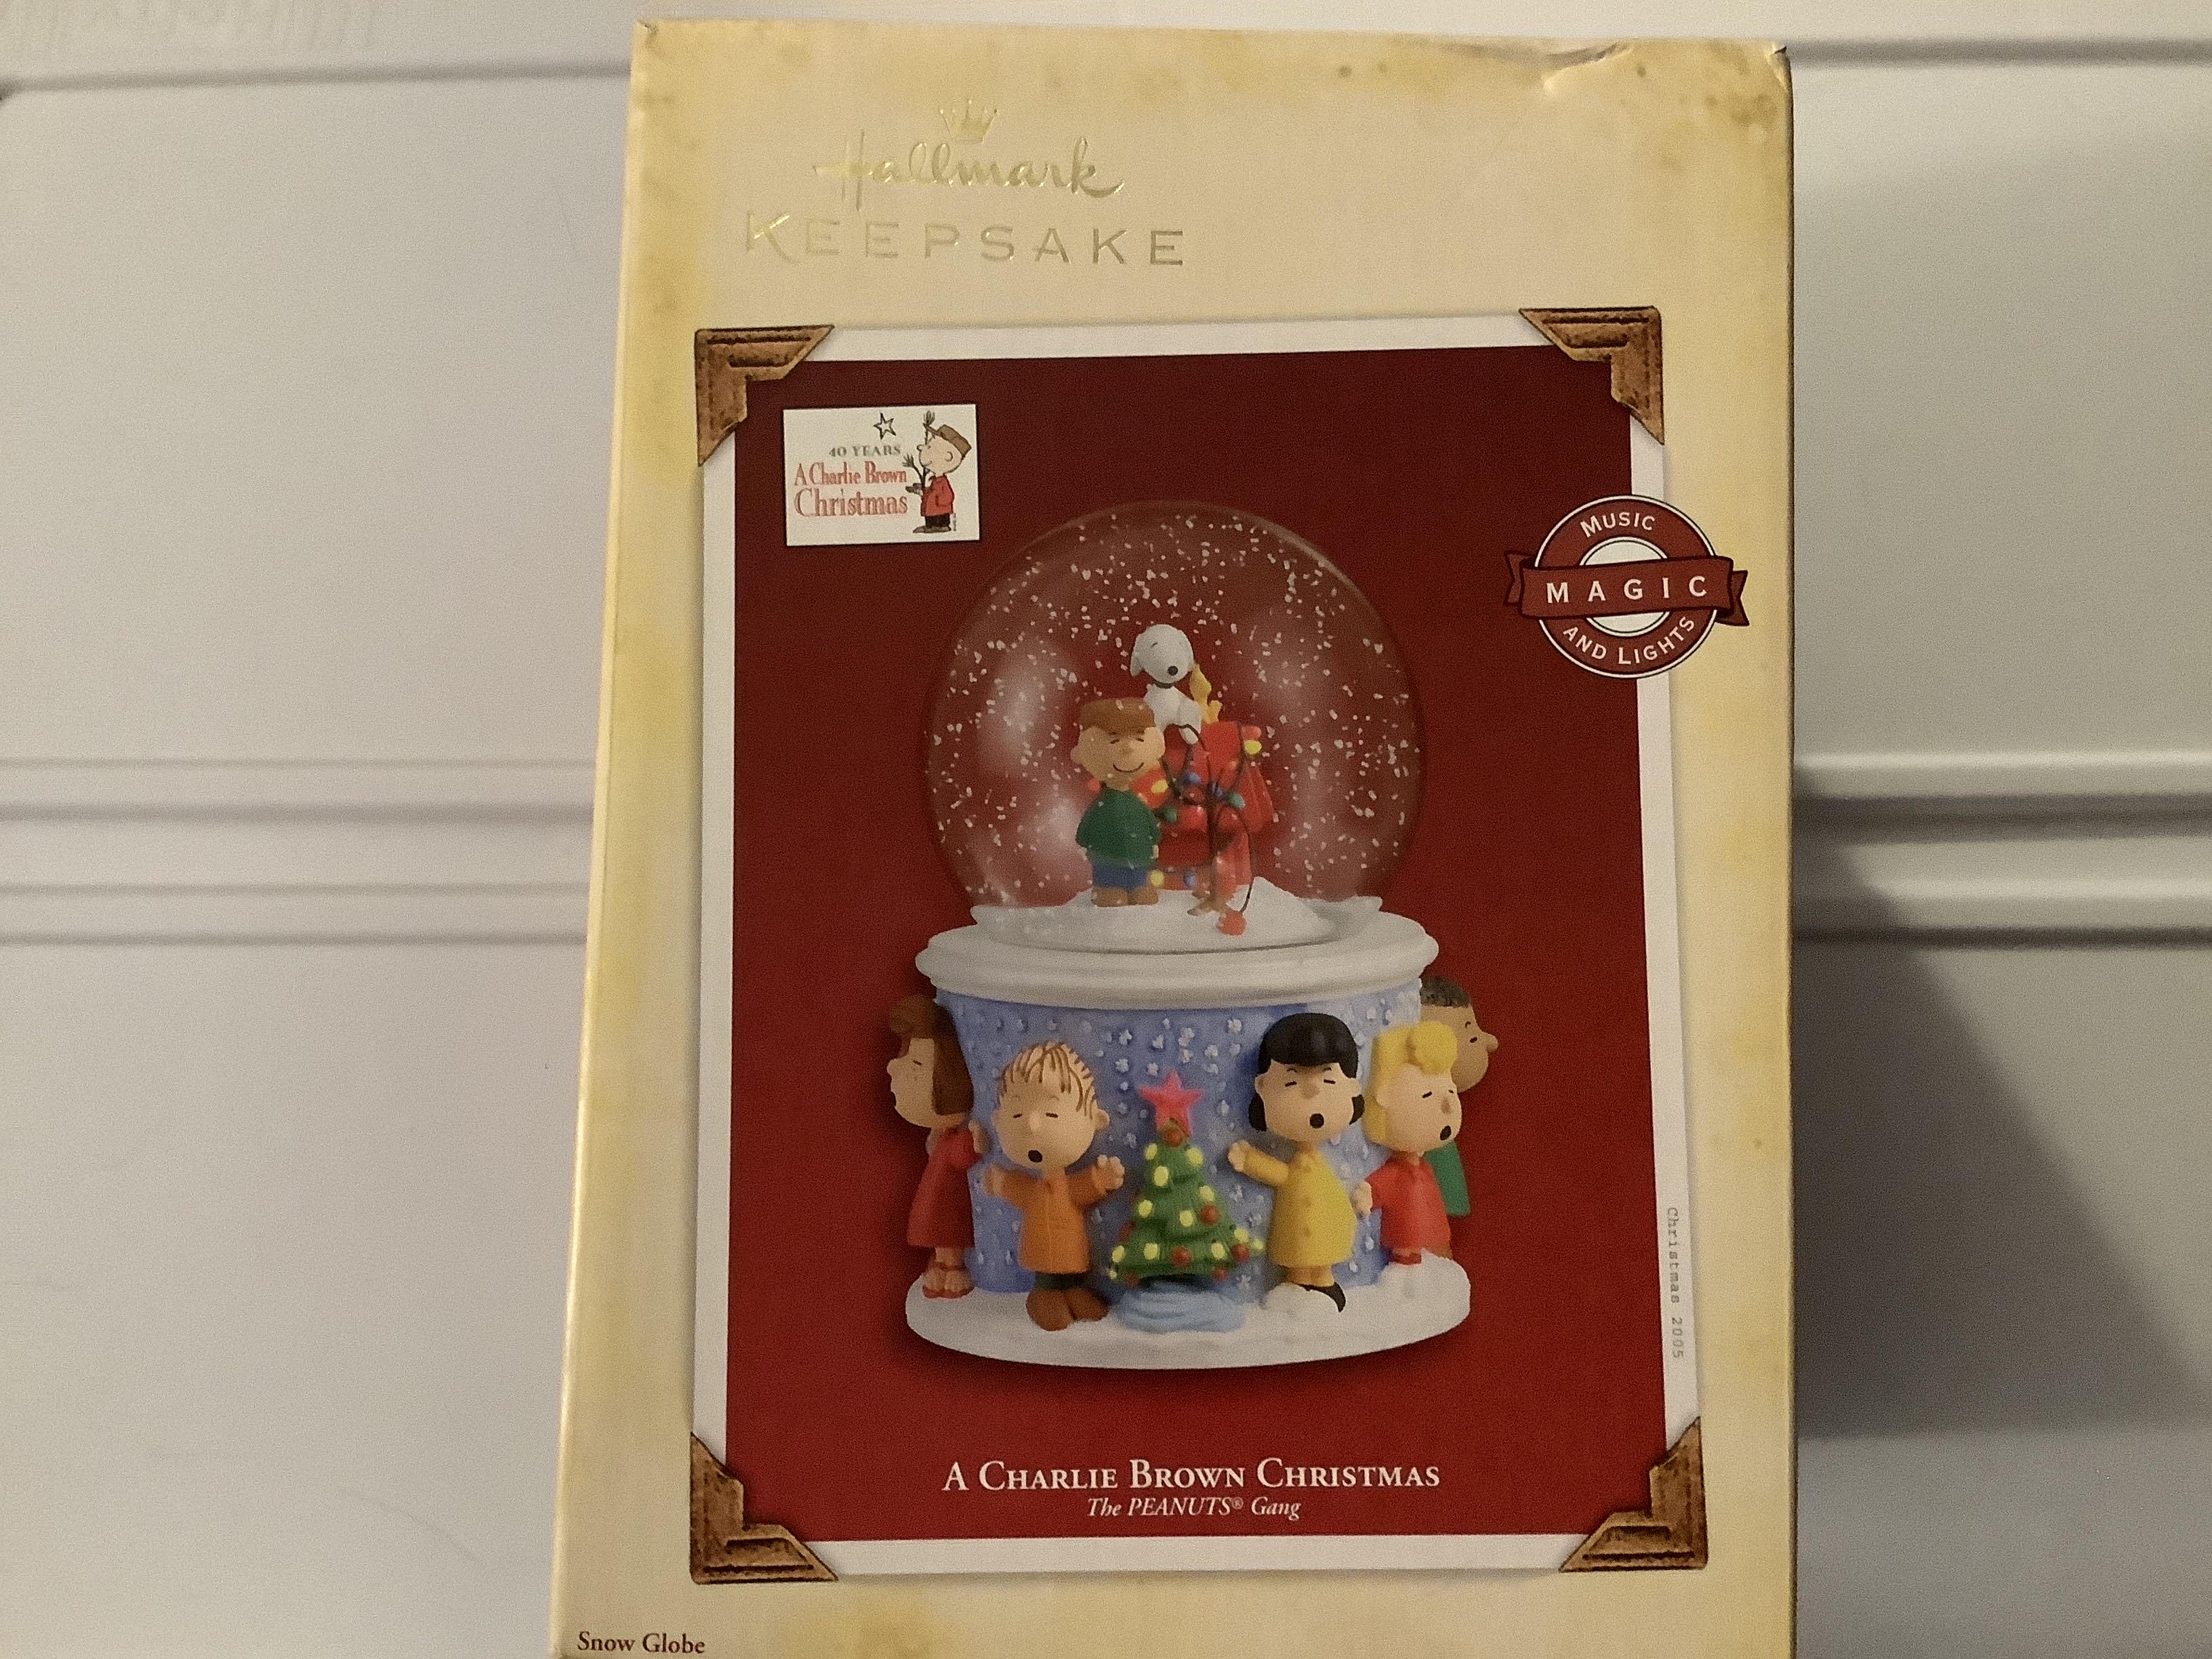 Hallmark
KEEPSAKE
40 YEARS
A Charlie Brown
Christmas
MUSIC
MAGIC
AND LIGHTS
Christmas 2005
A CHARLIE BROWN CHRISTMAS
The PEANUTS® Gang
Snow Globe